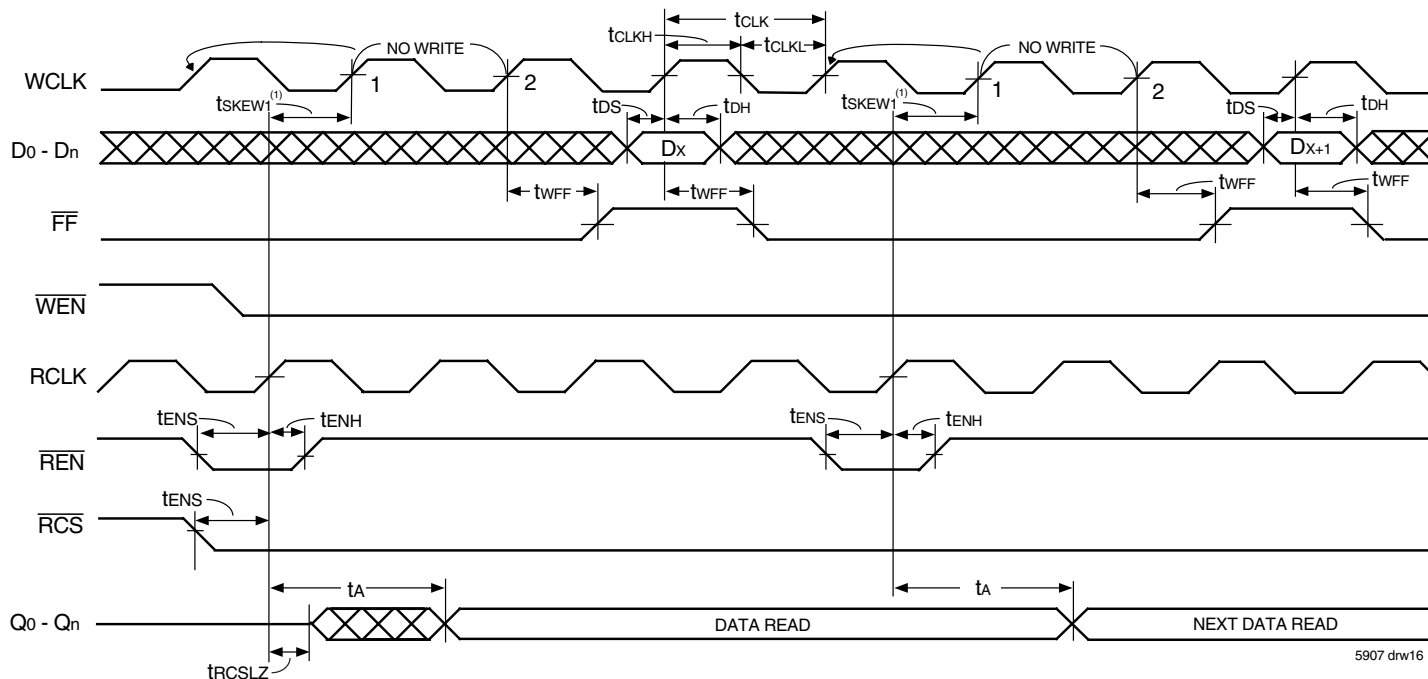 tCLK
tCLKH
tCLKL
NO WRITE
NO WRITE
WCLK
1
2
1
2
tSKEW1(1)
tDS
tDH
tSKEW1(1)
tDS
tDH
D0 - Dn
DX
DX+1
tWFF
tWFF
tWFF
tWFF
FF
WEN
RCLK
tENS
tENH
tENS
tENH
REN
tENS
RCS
tA
tA
Q0 - Qn
DATA READ
NEXT DATA READ
tRCSLZ
5907 drw16